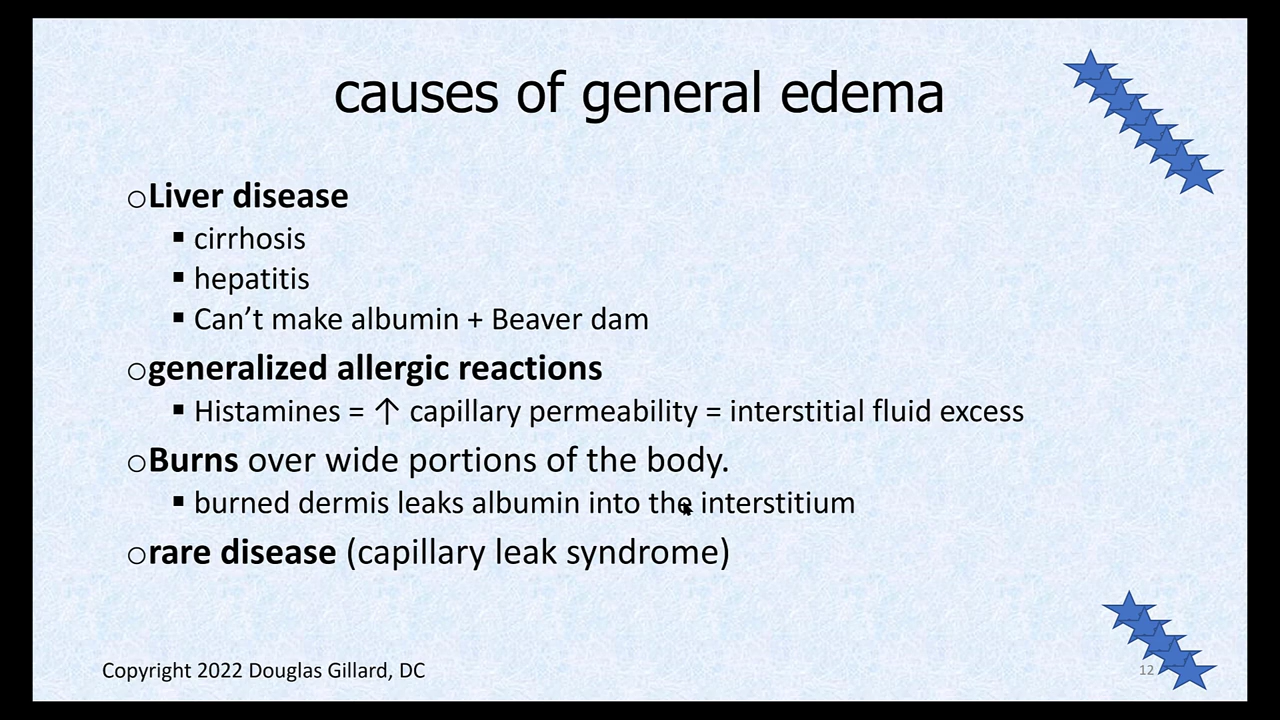 causes of general edema
○Liver disease
▪ cirrhosis
▪ hepatitis
▪ Can’t make albumin + Beaver dam
○generalized allergic reactions
▪ Histamines = ↑ capillary permeability = interstitial fluid excess
○Burns over wide portions of the body.
▪ burned dermis leaks albumin into the interstitium
○rare disease (capillary leak syndrome)
Copyright 2022 Douglas Gillard, DC
12